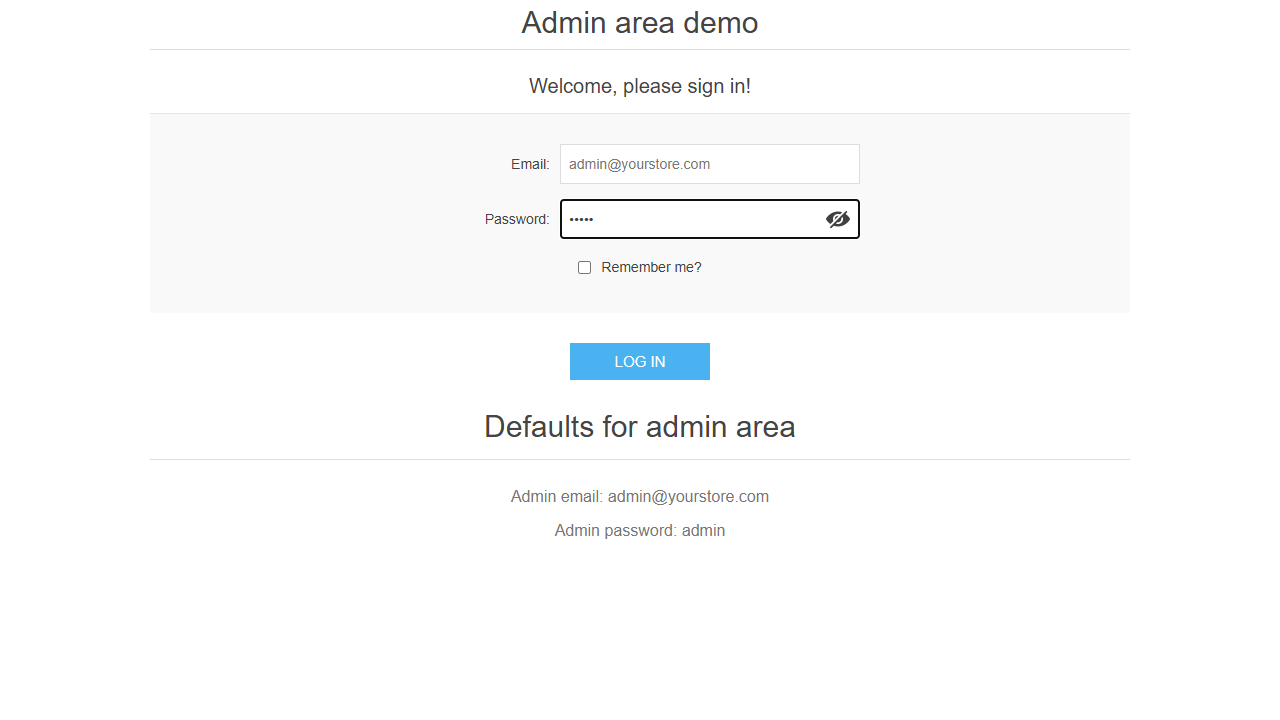 Admin area demo
Welcome, please sign in!
Email: admin@yourstore.com
Password: •••••
Remember me?
LOG IN
Defaults for admin area
Admin email: admin@yourstore.com
Admin password: admin